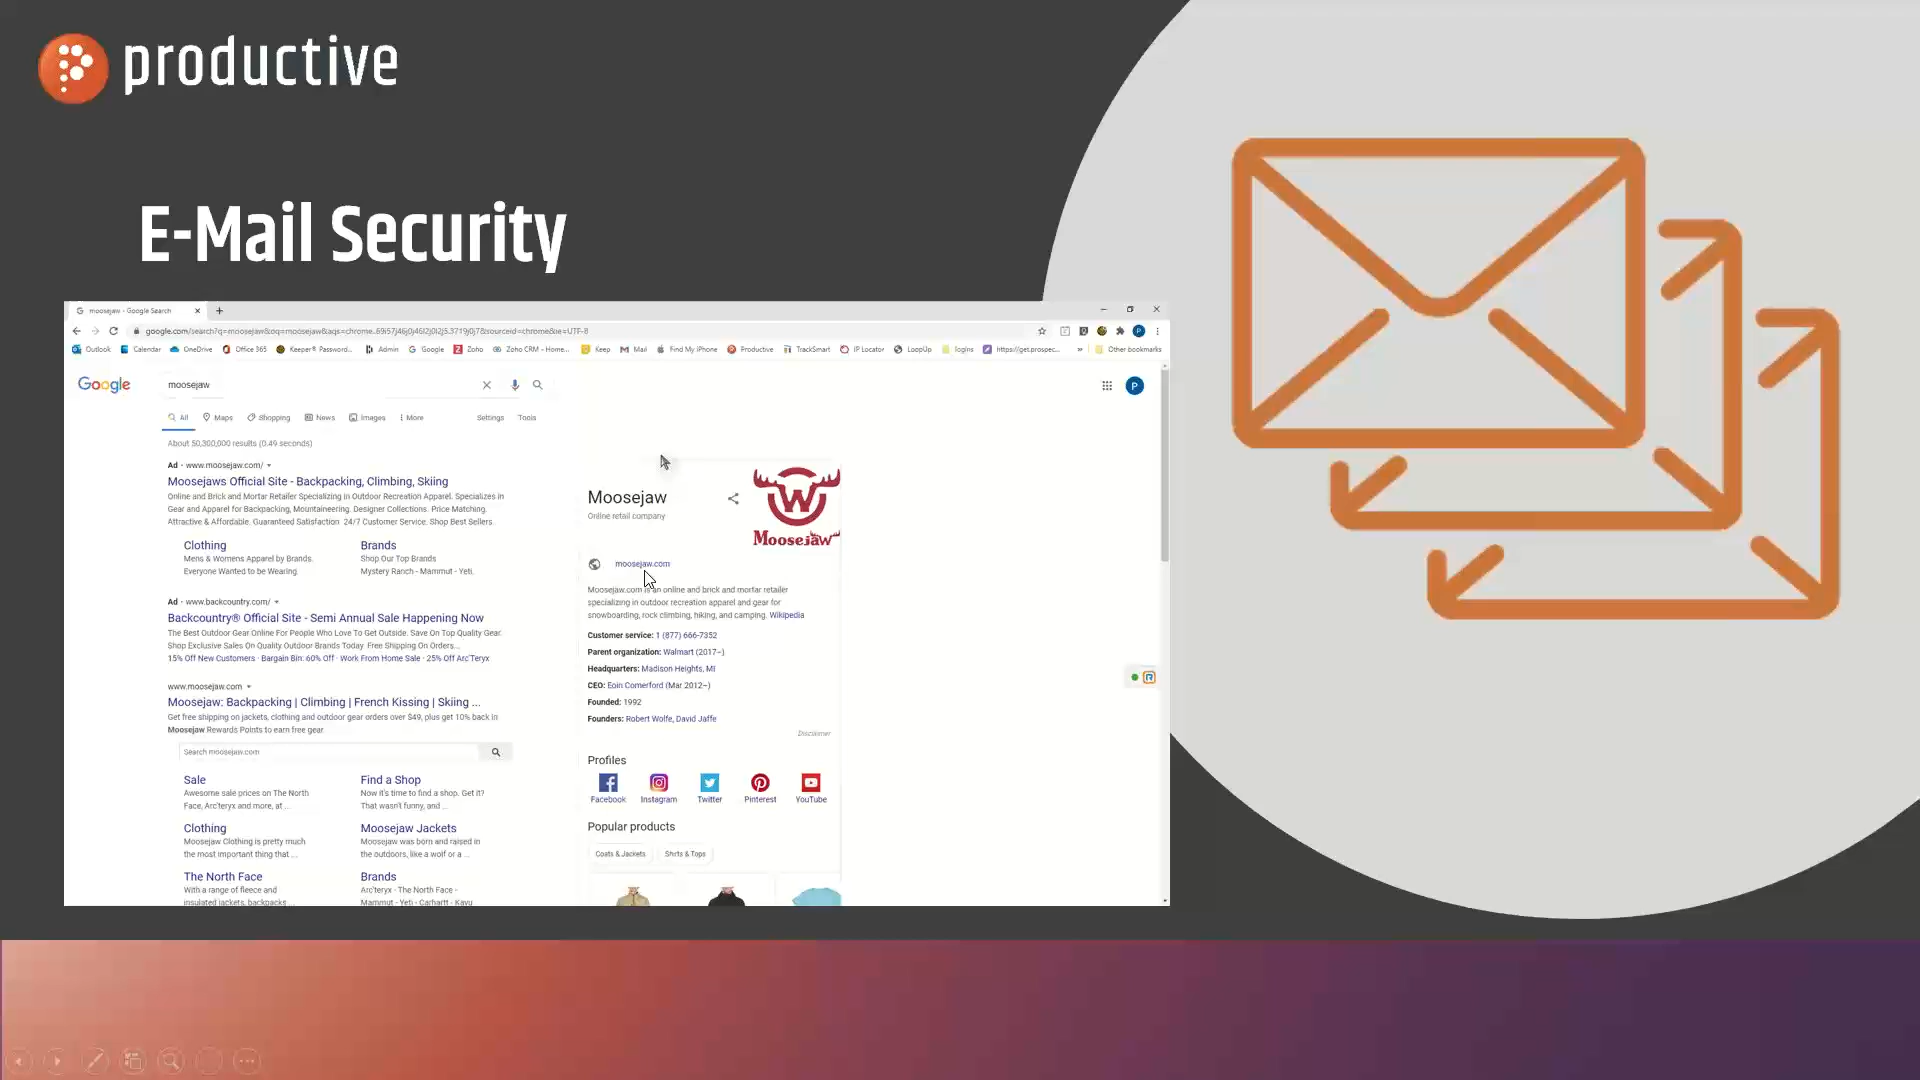 productive
E-Mail Security
moosejaw - Google Search
google.com/search?q=moosejaw&oq=moosejaw&aqs=chrome..69i57j46j0j46l2j0l2j5.3719j0j7&sourceid=chrome&ie=UTF-8
Outlook Calendar OneDrive Office 365 Keeper® Password... Admin Google Zoho Zoho CRM - Home... Keep Mail Find My iPhone Productive TrackSmart IP Locator LoopUp logins https://get.prospec... » Other bookmarks
Google moosejaw P
All Maps Shopping News Images More Settings Tools
About 50,300,000 results (0.49 seconds)
Ad · www.moosejaw.com/
Moosejaws Official Site - Backpacking, Climbing, Skiing
Online and Brick and Mortar Retailer Specializing in Outdoor Recreation Apparel. Specializes in
Gear and Apparel for Backpacking, Mountaineering. Designer Collections. Price Matching.
Attractive & Affordable. Guaranteed Satisfaction. 24/7 Customer Service. Shop Best Sellers.
Clothing Brands
Mens & Womens Apparel by Brands. Shop Our Top Brands
Everyone Wanted to be Wearing. Mystery Ranch - Mammut - Yeti.
Ad · www.backcountry.com/
Backcountry® Official Site - Semi Annual Sale Happening Now
The Best Outdoor Gear Online For People Who Love To Get Outside. Save On Top Quality Gear.
Shop Exclusive Sales On Quality Outdoor Brands Today. Free Shipping On Orders...
15% Off New Customers · Bargain Bin: 60% Off · Work From Home Sale · 25% Off Arc'Teryx
www.moosejaw.com
Moosejaw: Backpacking | Climbing | French Kissing | Skiing ...
Get free shipping on jackets, clothing and outdoor gear orders over $49, plus get 10% back in
Moosejaw Rewards Points to earn free gear.
Search moosejaw.com
Sale Find a Shop
Awesome sale prices on The North Now it's time to find a shop. Get it?
Face, Arc'teryx and more, at ... That wasn't funny, and ...
Clothing Moosejaw Jackets
Moosejaw Clothing is pretty much Moosejaw was born and raised in
the most important thing that ... the outdoors, like a wolf or a ...
The North Face Brands
With a range of fleece and Arc'teryx - The North Face -
insulated jackets, backpacks Mammut - Yeti - Carhartt - Kavu
Moosejaw
Online retail company
Moosejaw
moosejaw.com
Moosejaw.com is an online and brick and mortar retailer
specializing in outdoor recreation apparel and gear for
snowboarding, rock climbing, hiking, and camping. Wikipedia
Customer service: 1 (877) 666-7352
Parent organization: Walmart (2017–)
Headquarters: Madison Heights, MI
CEO: Eoin Comerford (Mar 2012–)
Founded: 1992
Founders: Robert Wolfe, David Jaffe
Disclaimer
Profiles
Facebook Instagram Twitter Pinterest YouTube
Popular products
Coats & Jackets Shirts & Tops